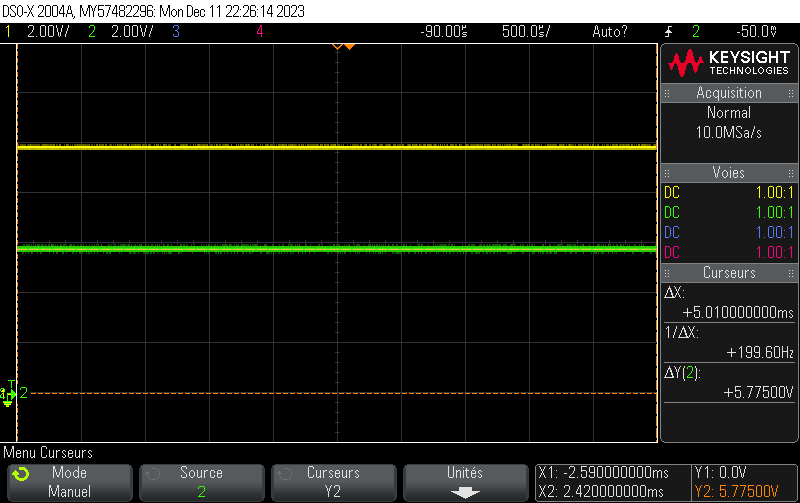 DSO-X 2004A, MY57482296: Mon Dec 11 22:26:14 2023
1 2.00V/ 2 2.00V/ 3 4 -90.00µs 500.0µs/ Auto? 2 -50.0mV
KEYSIGHT
TECHNOLOGIES
Acquisition
Normal
10.0MSa/s
Voies
DC 1.00:1
DC 1.00:1
DC 1.00:1
DC 1.00:1
Curseurs
ΔX:
+5.010000000ms
1/ΔX:
+199.60Hz
ΔY(2):
+5.77500V
T
2
Menu Curseurs
Mode
Manuel
Source
2
Curseurs
Y2
Unités
X1: -2.590000000ms
X2: 2.420000000ms
Y1: 0.0V
Y2: 5.77500V